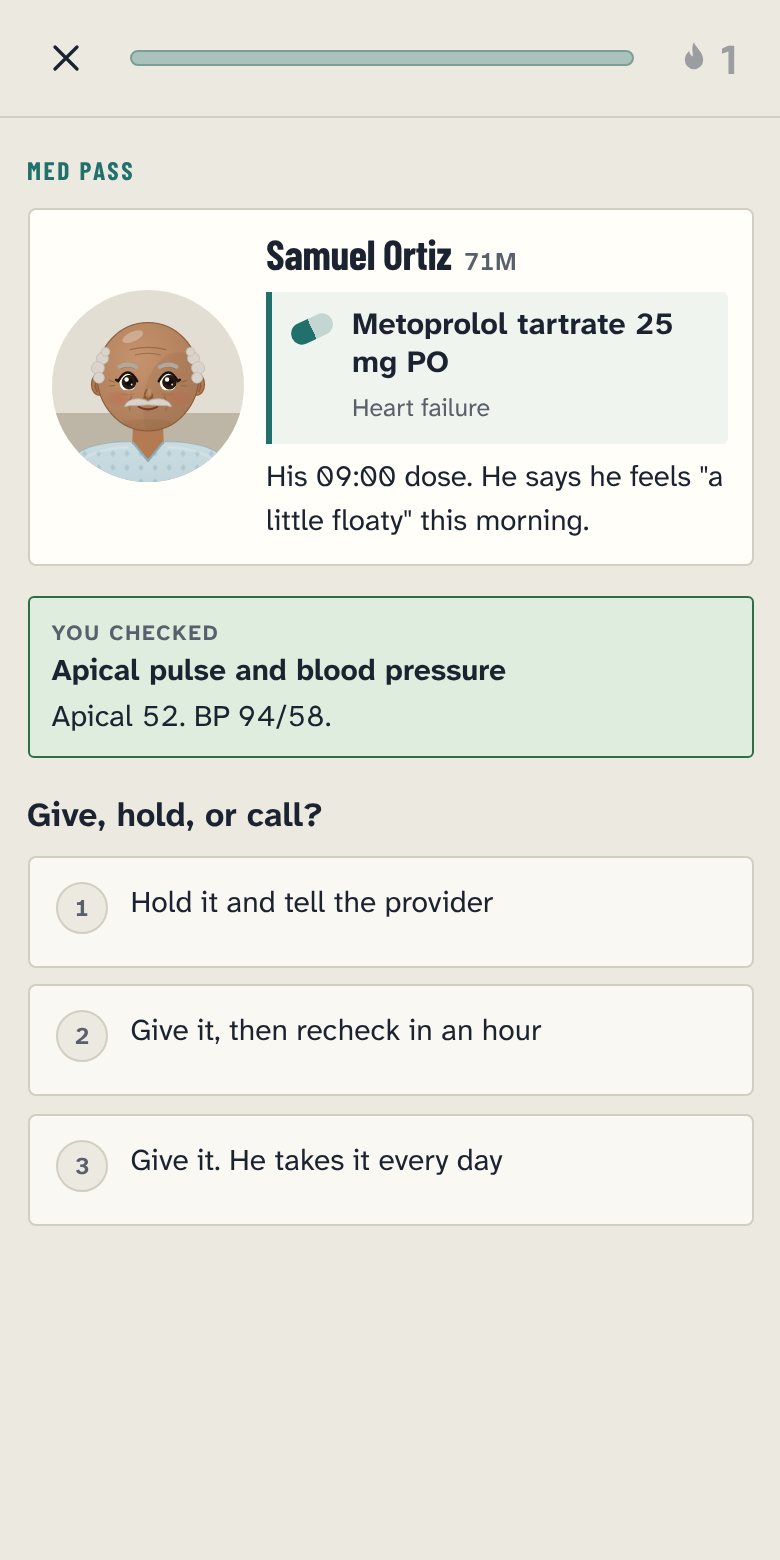 1
MED PASS
Samuel Ortiz 71M
Metoprolol tartrate 25
mg PO
Heart failure
His 09:00 dose. He says he feels "a
little floaty" this morning.
YOU CHECKED
Apical pulse and blood pressure
Apical 52. BP 94/58.
Give, hold, or call?
1 Hold it and tell the provider
2 Give it, then recheck in an hour
3 Give it. He takes it every day